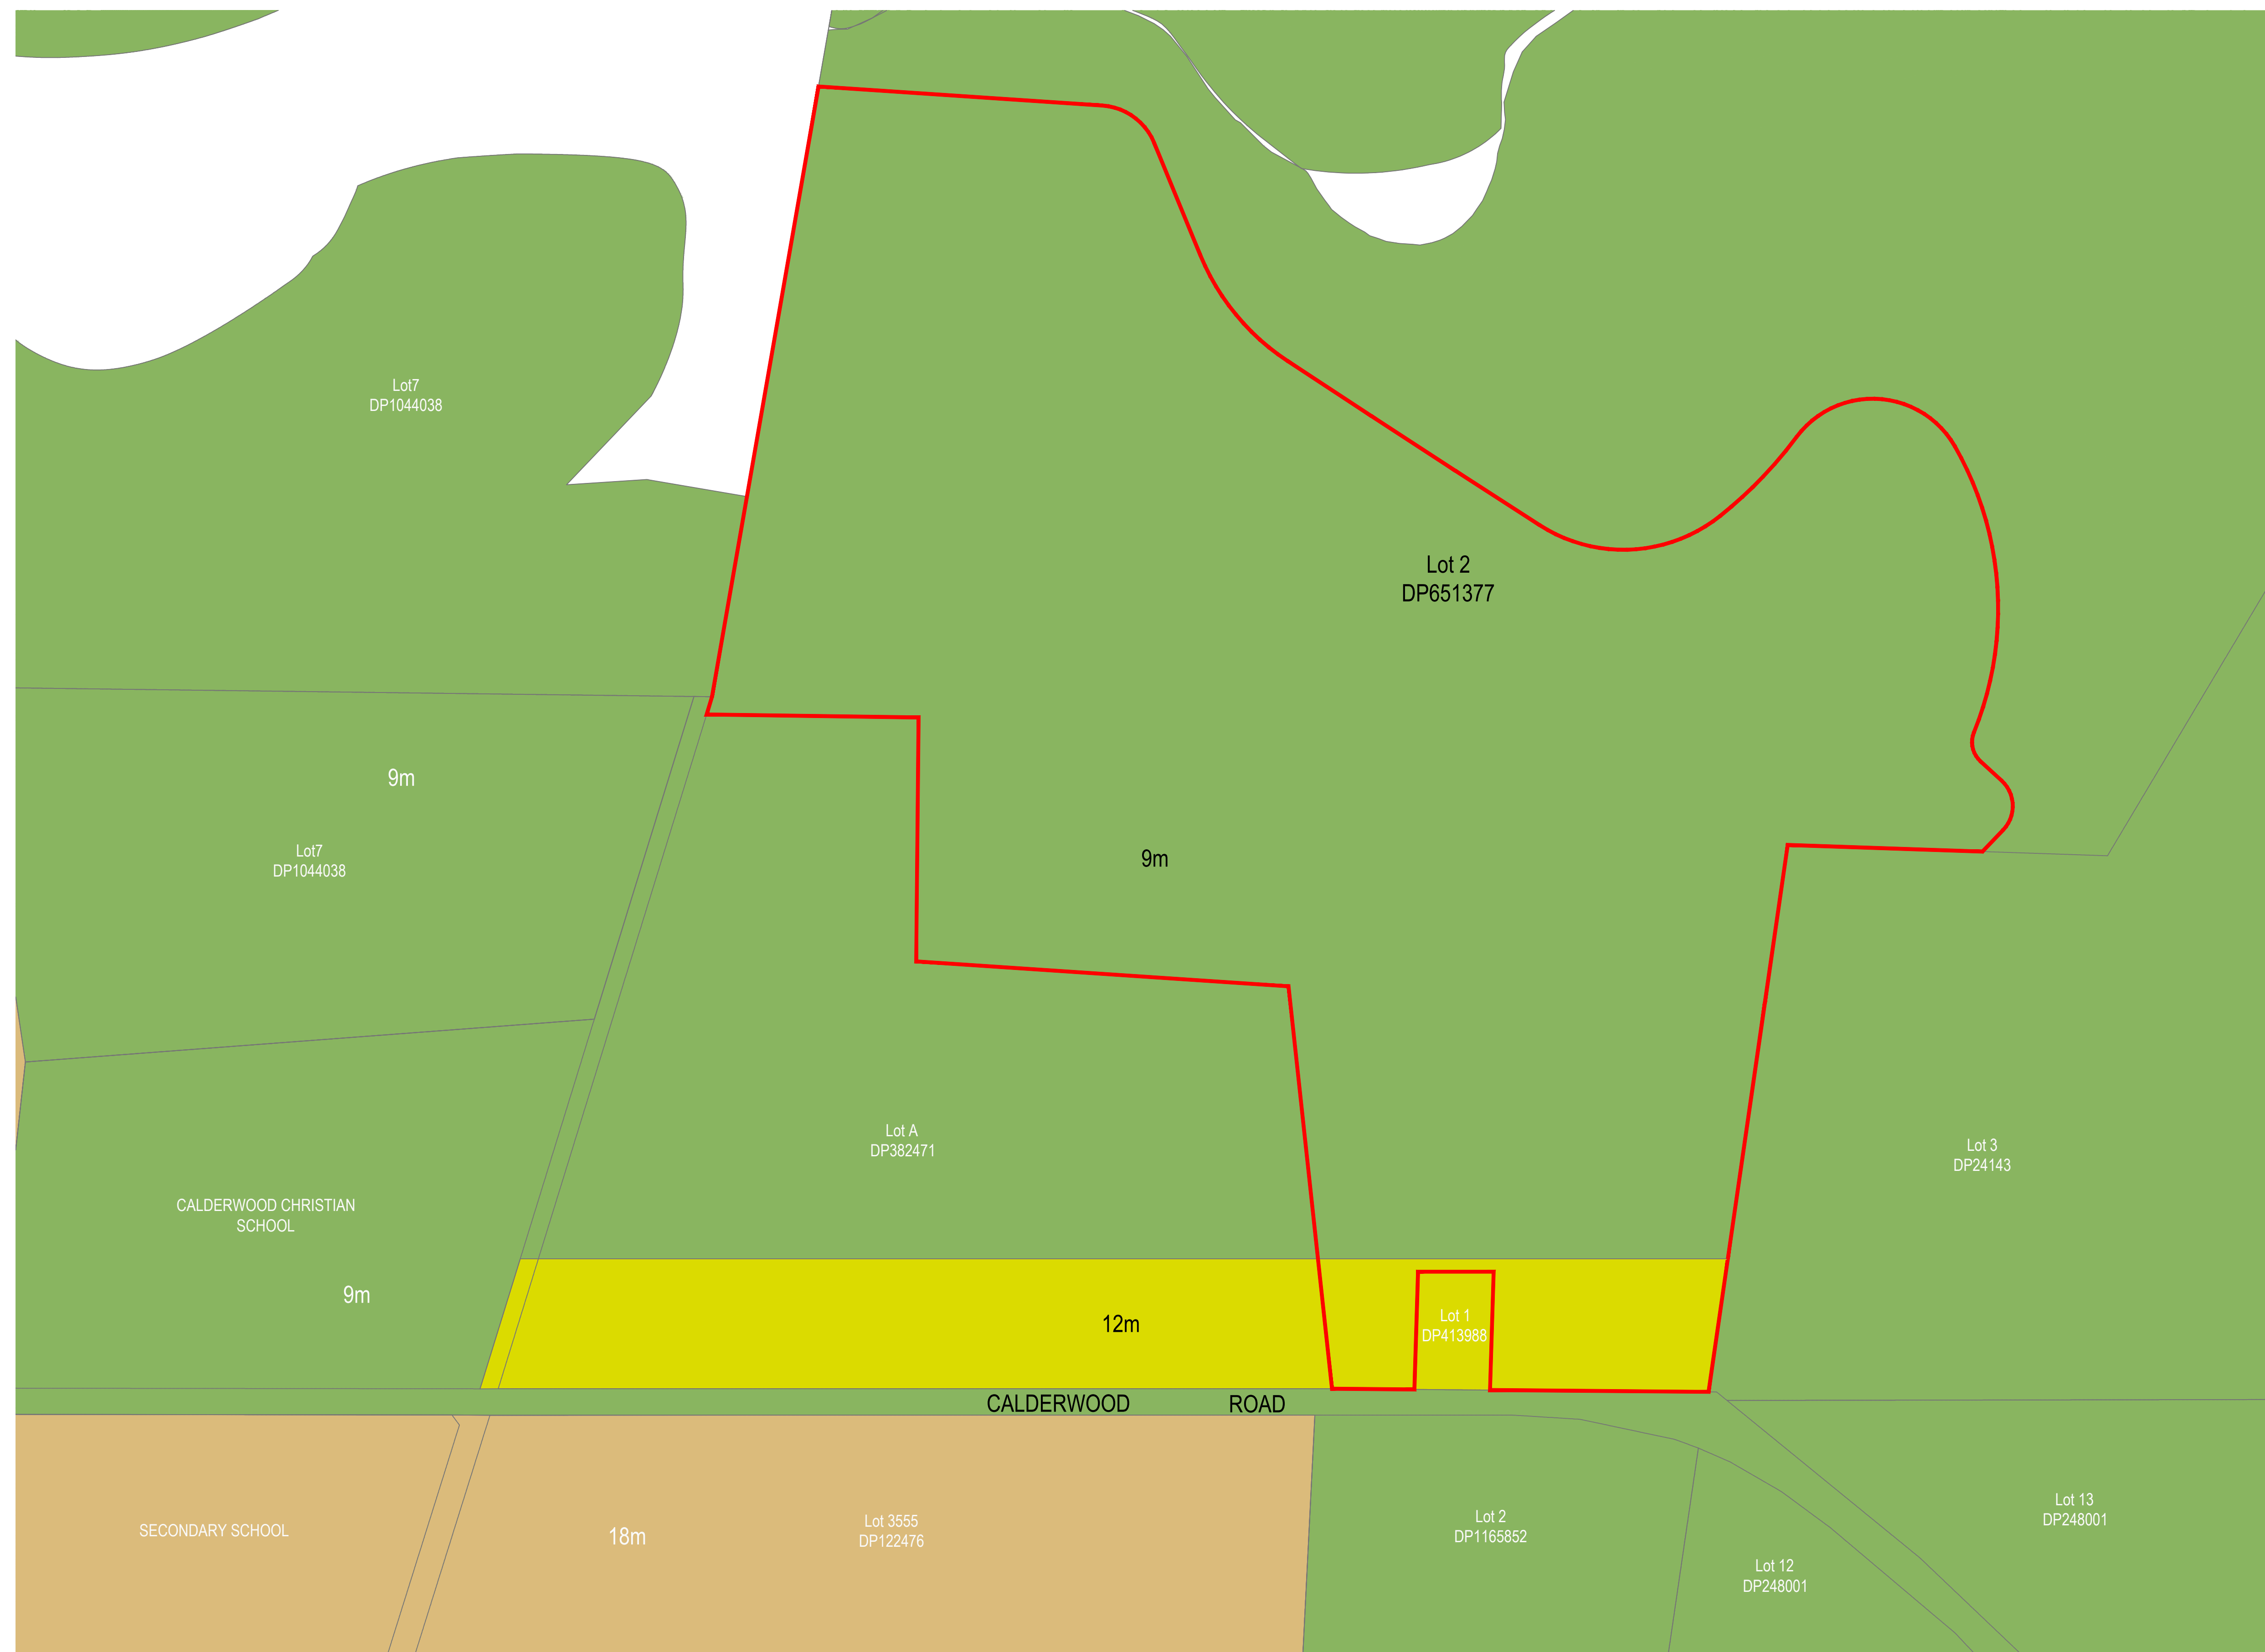 Lot7
DP1044038
Lot 2
DP651377
9m
Lot7
DP1044038
9m
Lot A
DP382471
Lot 3
DP24143
CALDERWOOD CHRISTIAN
SCHOOL
9m
12m
Lot 1
DP413988
CALDERWOOD ROAD
SECONDARY SCHOOL
18m
Lot 3555
DP122476
Lot 2
DP1165852
Lot 12
DP248001
Lot 13
DP248001